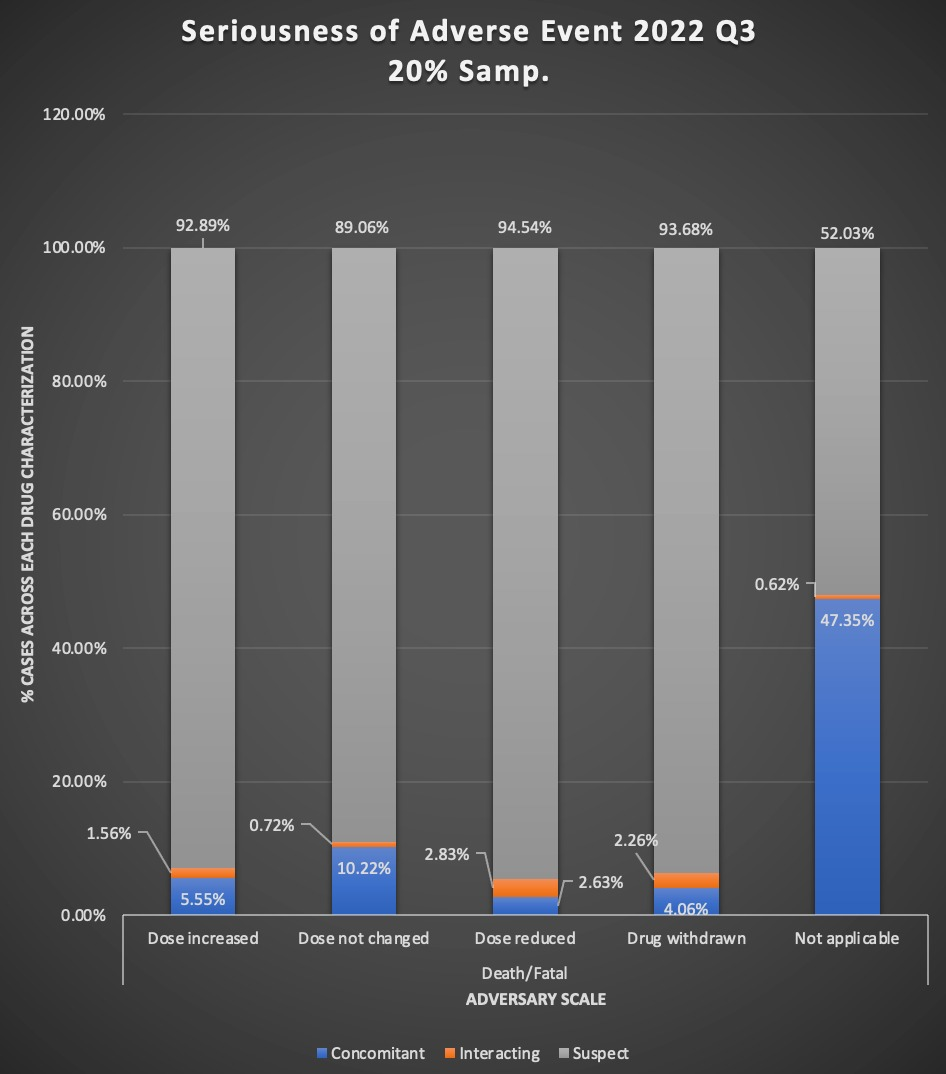 Seriousness of Adverse Event 2022 Q3
20% Samp.
120.00%
92.89%
89.06%
94.54%
93.68%
52.03%
100.00%
80.00%
60.00%
40.00%
20.00%
0.00%
% CASES ACROSS EACH DRUG CHARACTERIZATION
1.56%
5.55%
0.72%
10.22%
2.83%
2.63%
2.26%
4.06%
0.62%
47.35%
Dose increased
Dose not changed
Dose reduced
Drug withdrawn
Not applicable
Death/Fatal
ADVERSARY SCALE
Concomitant
Interacting
Suspect